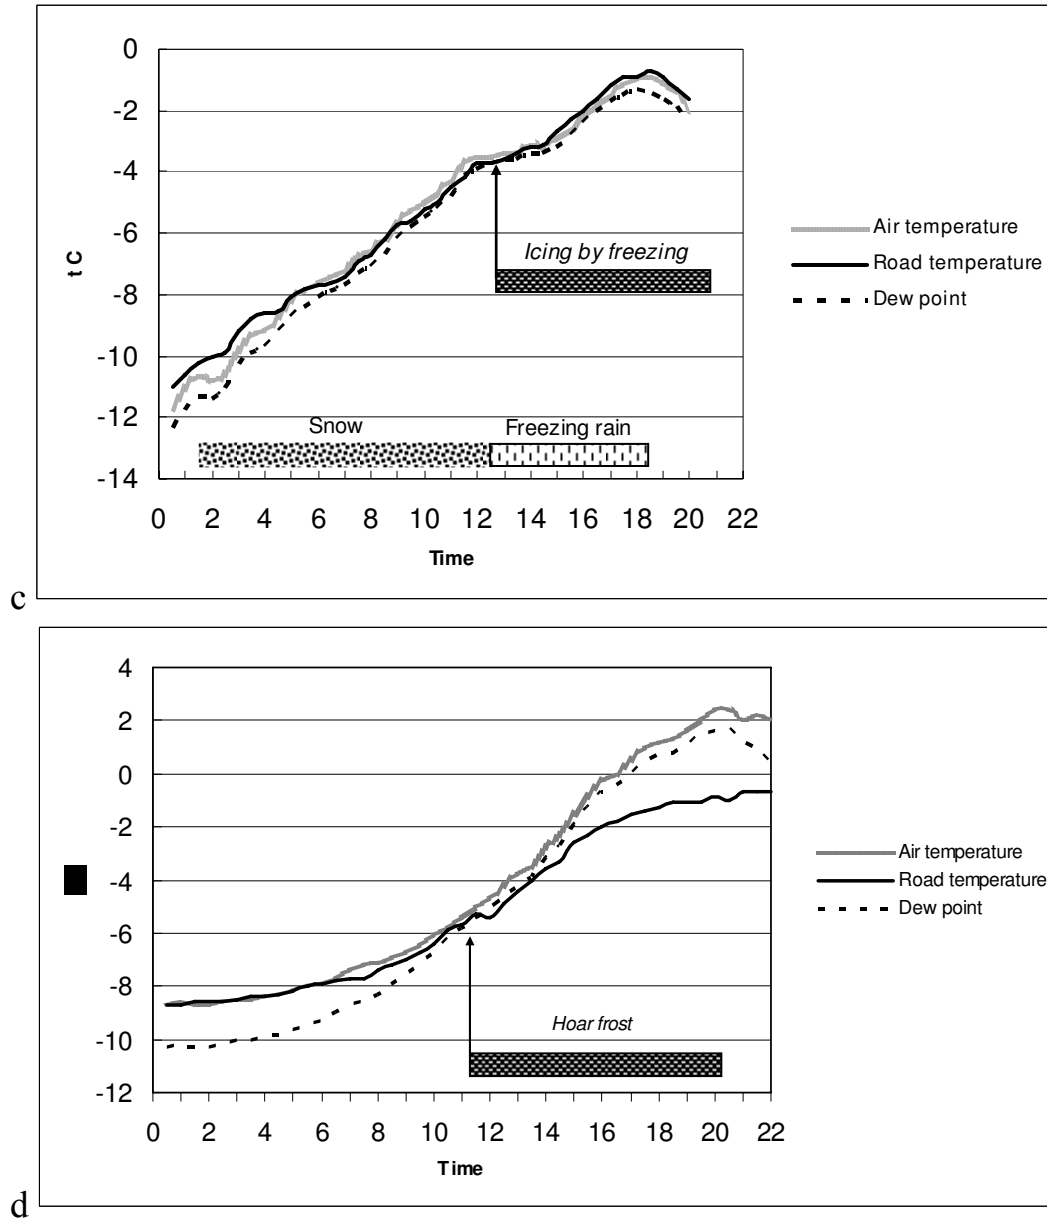 0
-2
-4
-6
-8
-10
-12
-14
t C
Icing by freezing
Snow
Freezing rain
0 2 4 6 8 10 12 14 16 18 20 22
Time
Air temperature
Road temperature
Dew point
c
4
2
0
-2
-4
-6
-8
-10
-12
Hoar frost
0 2 4 6 8 10 12 14 16 18 20 22
Time
Air temperature
Road temperature
Dew point
d